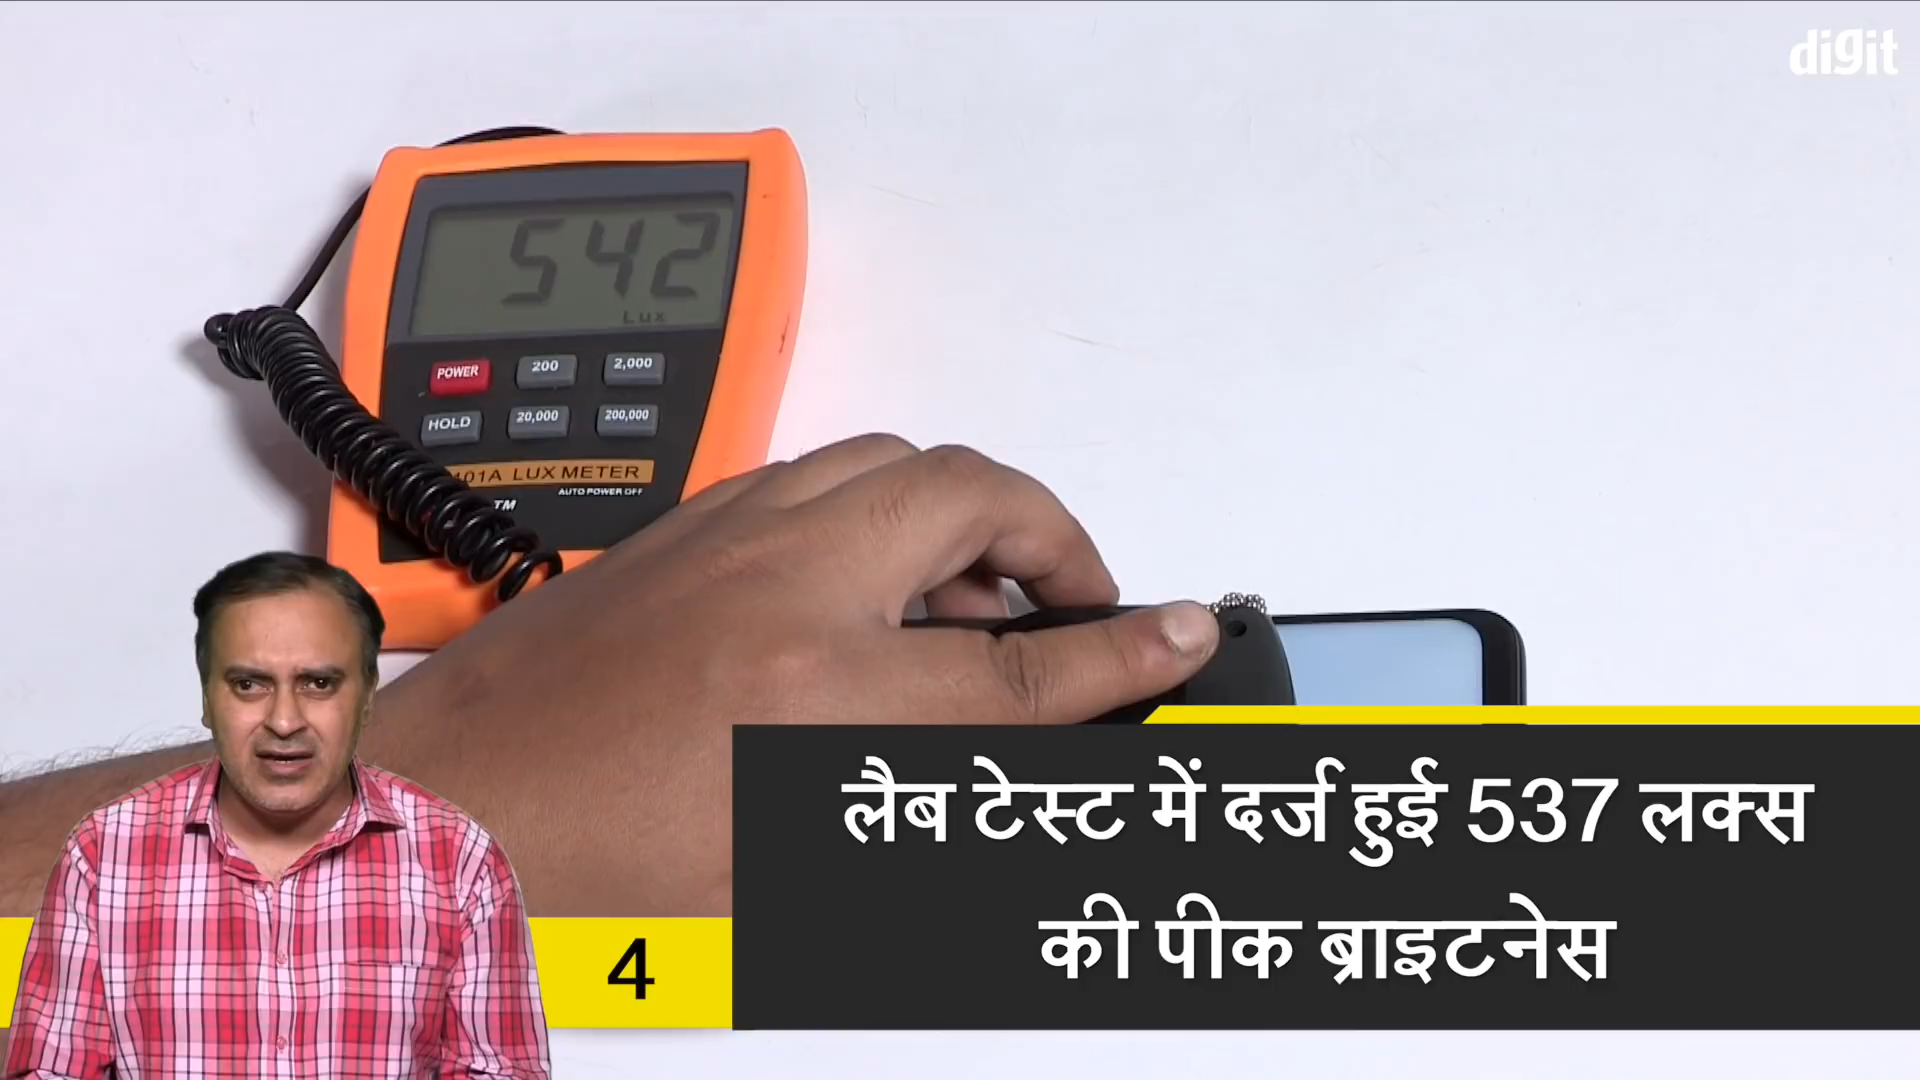 digit
542
Lux
POWER
200
2,000
HOLD
20,000
200,000
101A LUX METER
AUTO POWER OFF
TM
लैब टेस्ट में दर्ज हुई 537 लक्स
की पीक ब्राइटनेस
4